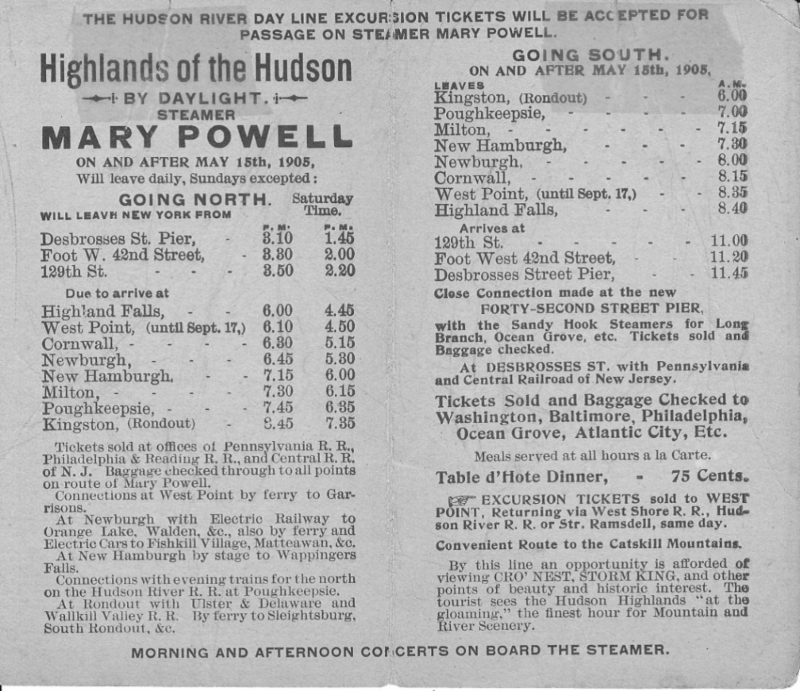 THE HUDSON RIVER DAY LINE EXCURSION TICKETS WILL BE ACCEPTED FOR
PASSAGE ON STEAMER MARY POWELL.
Highlands of the Hudson
BY DAYLIGHT.
STEAMER
MARY POWELL
ON AND AFTER MAY 15th, 1905,
Will leave daily, Sundays excepted:
GOING NORTH. Saturday
WILL LEAVE NEW YORK FROM Time.
P. M. P. M.
Desbrosses St. Pier, - 3.10 1.45
Foot W. 42nd Street, - 3.30 2.00
129th St. - - - 3.50 2.20
Due to arrive at
Highland Falls, - - 6.00 4.45
West Point, (until Sept. 17,) - 6.10 4.50
Cornwall, - - - - 6.30 5.15
Newburgh, - - - 6.45 5.30
New Hamburgh, - - - 7.15 6.00
Milton, - - - - 7.30 6.15
Poughkeepsie, - - - 7.45 6.35
Kingston, (Rondout) - 8.45 7.35
Tickets sold at offices of Pennsylvania R. R.,
Philadelphia & Reading R. R., and Central R. R.
of N. J. Baggage checked through to all points
on route of Mary Powell.
Connections at West Point by ferry to Gar-
risons.
At Newburgh with Electric Railway to
Orange Lake, Walden, &c., also by ferry and
Electric Cars to Fishkill Village, Matteawan, &c.
At New Hamburgh by stage to Wappingers
Falls.
Connections with evening trains for the north
on the Hudson River R. R. at Poughkeepsie.
At Rondout with Ulster & Delaware and
Wallkill Valley R. R. By ferry to Sleightsburg,
South Rondout, &c.
GOING SOUTH.
ON AND AFTER MAY 15th, 1905,
LEAVES A. M.
Kingston, (Rondout) - - - 6.00
Poughkeepsie, - - - - 7.00
Milton, - - - - - - 7.15
New Hamburgh, - - - - 7.30
Newburgh, - - - - - 8.00
Cornwall, - - - - - 8.15
West Point, (until Sept. 17,) - - 8.35
Highland Falls, - - - - 8.40
Arrives at
129th St. - - - - - 11.00
Foot West 42nd Street, - - 11.20
Desbrosses Street Pier, - - 11.45
Close Connection made at the new
FORTY-SECOND STREET PIER,
with the Sandy Hook Steamers for Long
Branch, Ocean Grove, etc. Tickets sold and
Baggage checked.
At DESBROSSES ST. with Pennsylvania
and Central Railroad of New Jersey.
Tickets Sold and Baggage Checked to
Washington, Baltimore, Philadelphia,
Ocean Grove, Atlantic City, Etc.
Meals served at all hours a la Carte.
Table d'Hote Dinner, - 75 Cents.
☞ EXCURSION TICKETS sold to WEST
POINT, Returning via West Shore R. R., Hud-
son River R. R. or Str. Ramsdell, same day.
Convenient Route to the Catskill Mountains.
By this line an opportunity is afforded of
viewing CRO' NEST, STORM KING, and other
points of beauty and historic interest. The
tourist sees the Hudson Highlands "at the
gloaming," the finest hour for Mountain and
River Scenery.
MORNING AND AFTERNOON CONCERTS ON BOARD THE STEAMER.